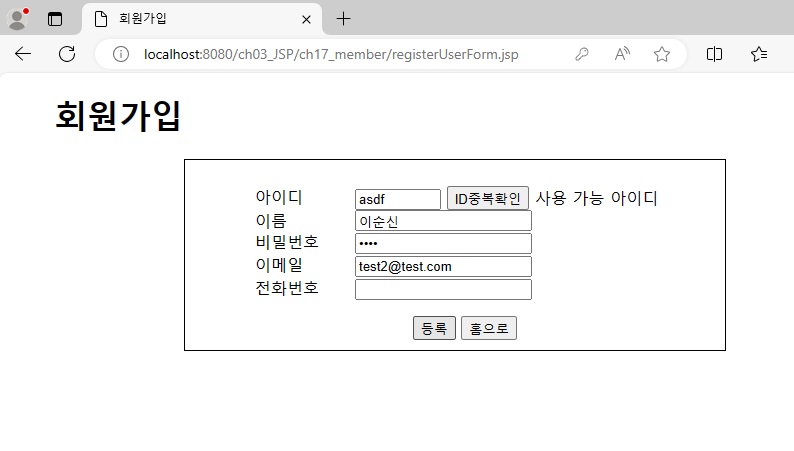 회원가입
localhost:8080/ch03_JSP/ch17_member/registerUserForm.jsp
회원가입
아이디 asdf ID중복확인 사용 가능 아이디
이름 이순신
비밀번호 ••••
이메일 test2@test.com
전화번호
등록 홈으로